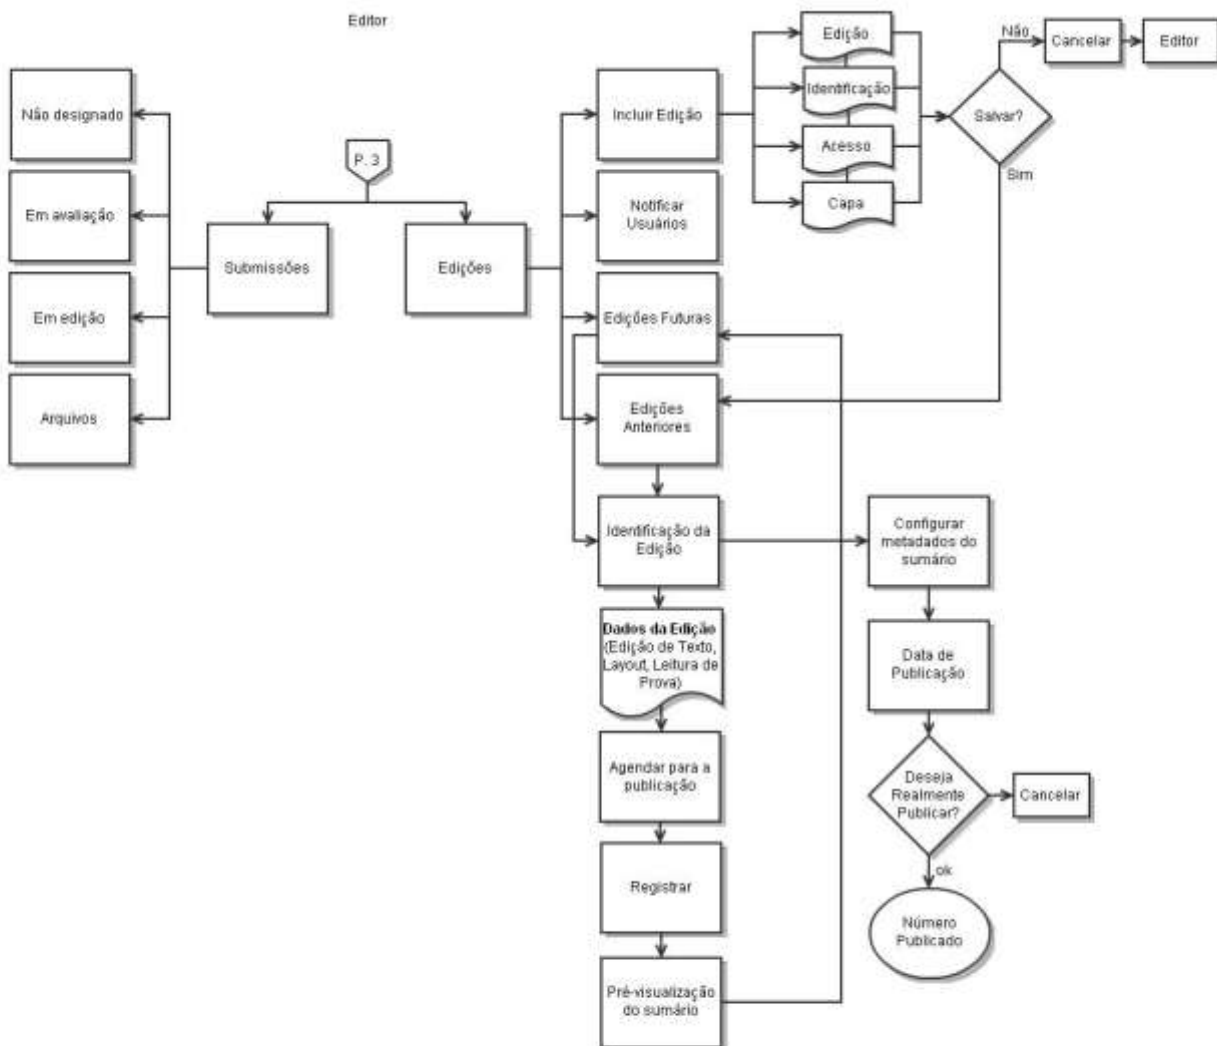 Editor
Não
Cancelar
Editor
Edição
Identificação
Acesso
Capa
Salvar?
Sim
Não designado
Em avaliação
Em edição
Arquivos
P. 3
Submissões
Edições
Incluir Edição
Notificar
Usuários
Edições Futuras
Edições
Anteriores
Identificação da
Edição
Configurar
metadados do
sumário
Dados da Edição
(Edição de Texto,
Layout, Leitura de
Prova)
Data de
Publicação
Agendar para a
publicação
Deseja
Realmente
Publicar?
Cancelar
ok
Registrar
Número
Publicado
Pré-visualização
do sumário